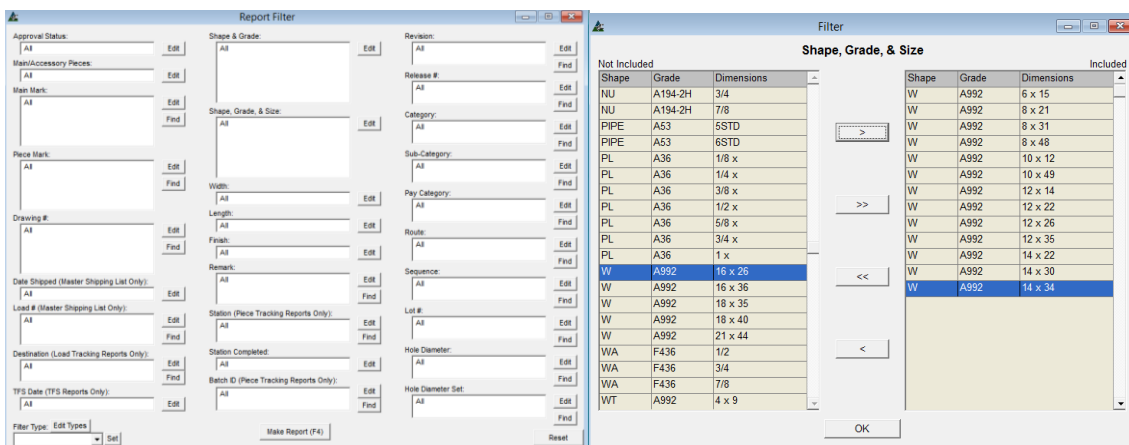 Report Filter
Approval Status:
All
Edit
Main/Accessory Pieces:
All
Edit
Main Mark:
All
Edit
Find
Piece Mark:
All
Edit
Find
Drawing #:
All
Edit
Find
Date Shipped (Master Shipping List Only):
All
Edit
Load # (Master Shipping List Only):
All
Edit
Find
Destination (Load Tracking Reports Only):
All
Edit
Find
TFS Date (TFS Reports Only):
All
Edit
Filter Type:
Edit Types
Set
Shape & Grade:
All
Edit
Shape, Grade, & Size:
All
Edit
Width:
All
Edit
Length:
All
Edit
Finish:
All
Edit
Remark:
All
Edit
Find
Station (Piece Tracking Reports Only):
All
Edit
Find
Station Completed:
All
Edit
Batch ID (Piece Tracking Reports Only):
All
Edit
Find
Make Report (F4)
Revision:
All
Edit
Find
Release #:
All
Edit
Find
Category:
All
Edit
Find
Sub-Category:
All
Edit
Find
Pay Category:
All
Edit
Find
Route:
All
Edit
Find
Sequence:
All
Edit
Find
Lot #:
All
Edit
Find
Hole Diameter:
All
Edit
Find
Hole Diameter Set:
All
Edit
Find
Reset
Filter
Shape, Grade, & Size
Not Included
Shape Grade Dimensions
NU A194-2H 3/4
NU A194-2H 7/8
PIPE A53 5STD
PIPE A53 6STD
PL A36 1/8 x
PL A36 1/4 x
PL A36 3/8 x
PL A36 1/2 x
PL A36 5/8 x
PL A36 3/4 x
PL A36 1 x
W A992 16 x 26
W A992 16 x 36
W A992 18 x 35
W A992 18 x 40
W A992 21 x 44
WA F436 1/2
WA F436 3/4
WA F436 7/8
WT A992 4 x 9
>
>>
<<
<
Included
Shape Grade Dimensions
W A992 6 x 15
W A992 8 x 21
W A992 8 x 31
W A992 8 x 48
W A992 10 x 12
W A992 10 x 49
W A992 12 x 14
W A992 12 x 22
W A992 12 x 26
W A992 12 x 35
W A992 14 x 22
W A992 14 x 30
W A992 14 x 34
OK